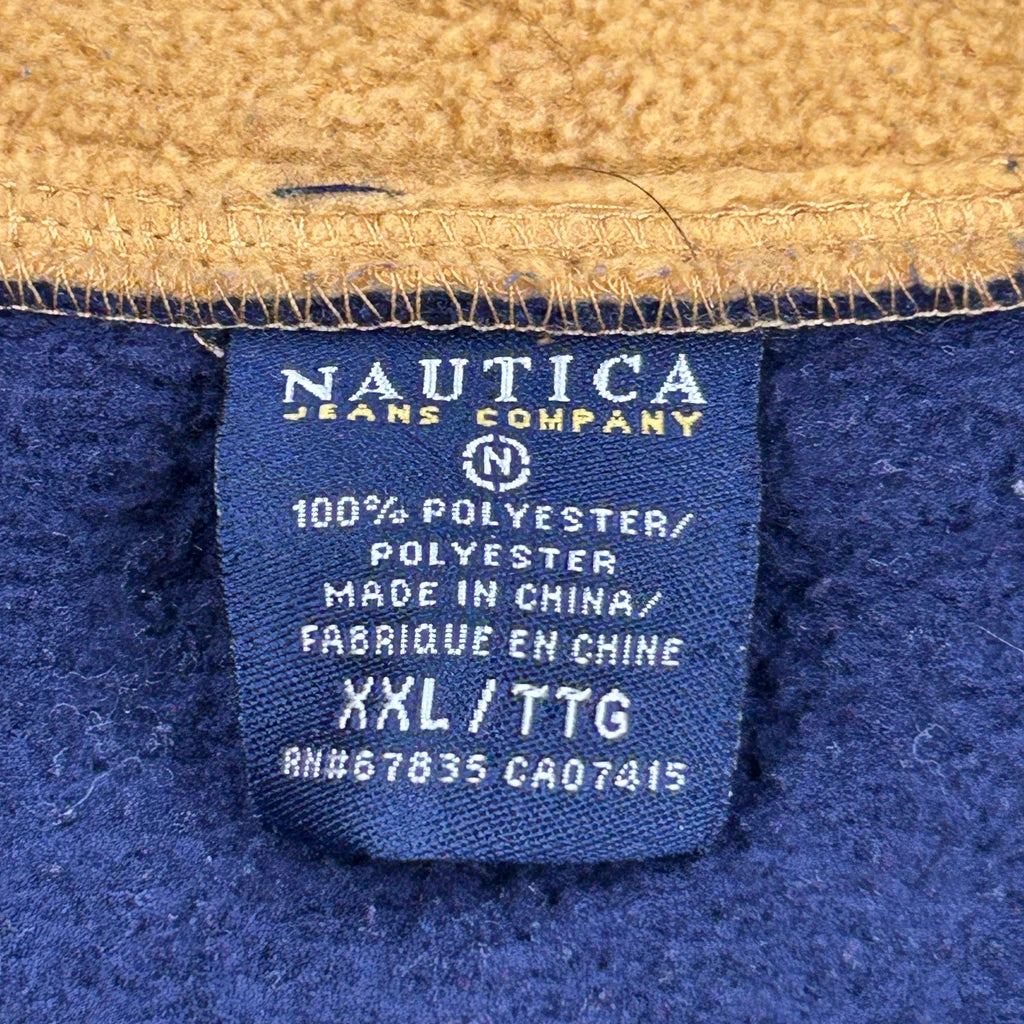 NAUTICA
JEANS COMPANY
N
100% POLYESTER/
POLYESTER
MADE IN CHINA/
FABRIQUE EN CHINE
XXL / TTG
RN#67835 CA07415